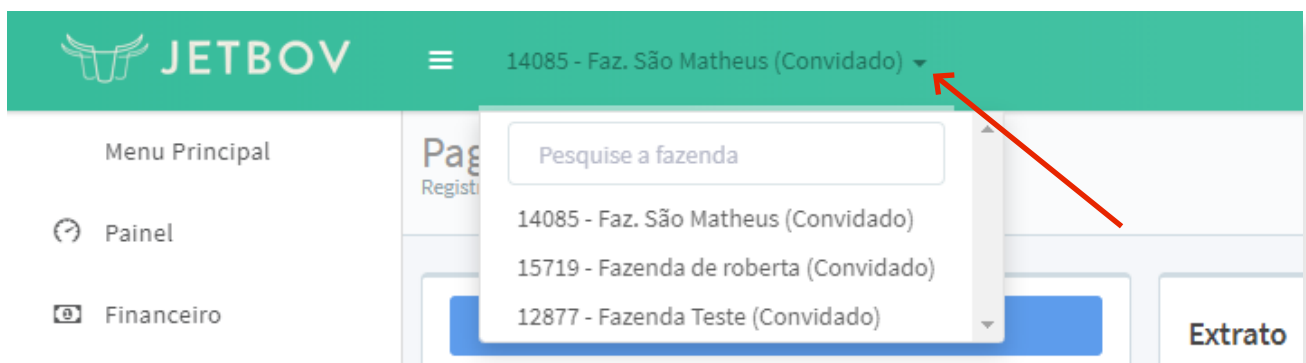 JETBOV
14085 - Faz. São Matheus (Convidado)
Menu Principal
Pag
Regist
Pesquise a fazenda
14085 - Faz. São Matheus (Convidado)
Painel
15719 - Fazenda de roberta (Convidado)
Financeiro
12877 - Fazenda Teste (Convidado)
Extrato